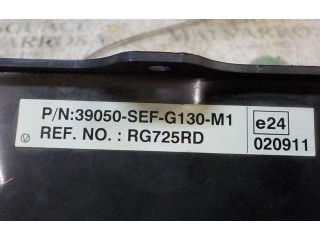 P/N:39050-SEF-G130-M1
REF. NO. : RG725RD
e24
020911